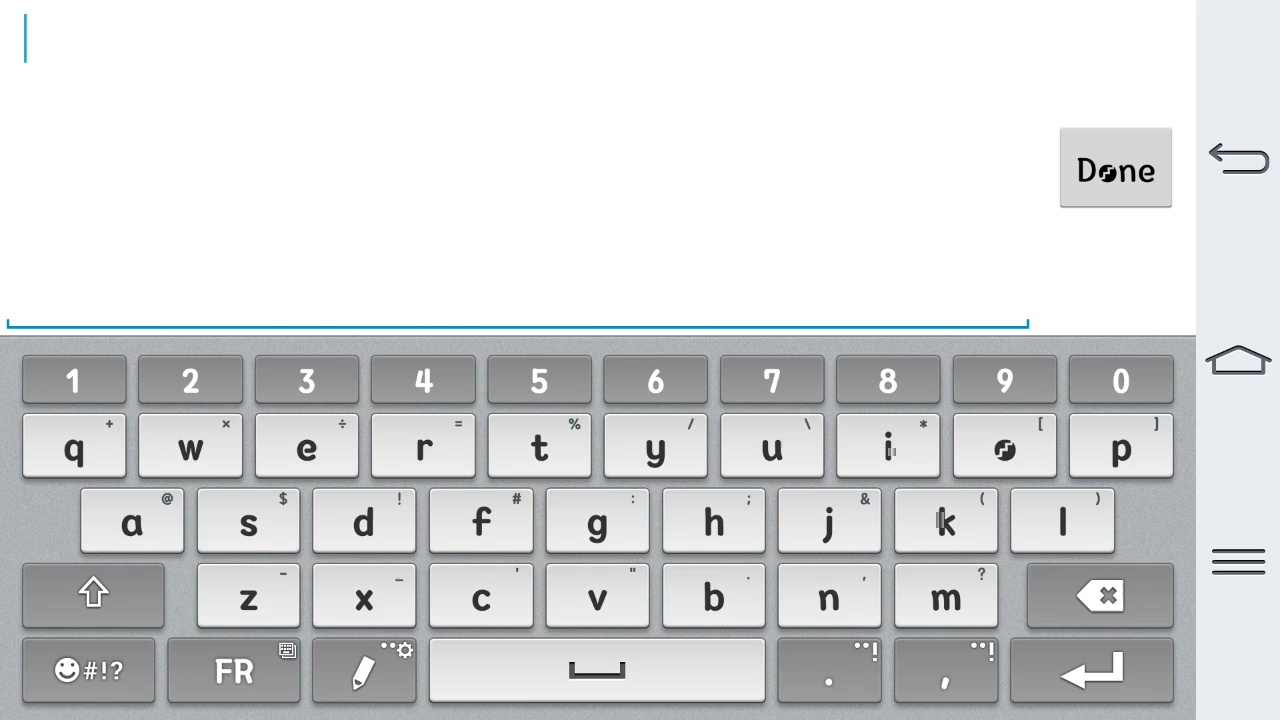 Done
1 2 3 4 5 6 7 8 9 0
q + w × e ÷ r = t % y / u \ i * o [ p ]
a @ s $ d ! f # g : h ; j & k ( l )
z - x _ c ' v " b . n , m ?
#!? FR . ! , !